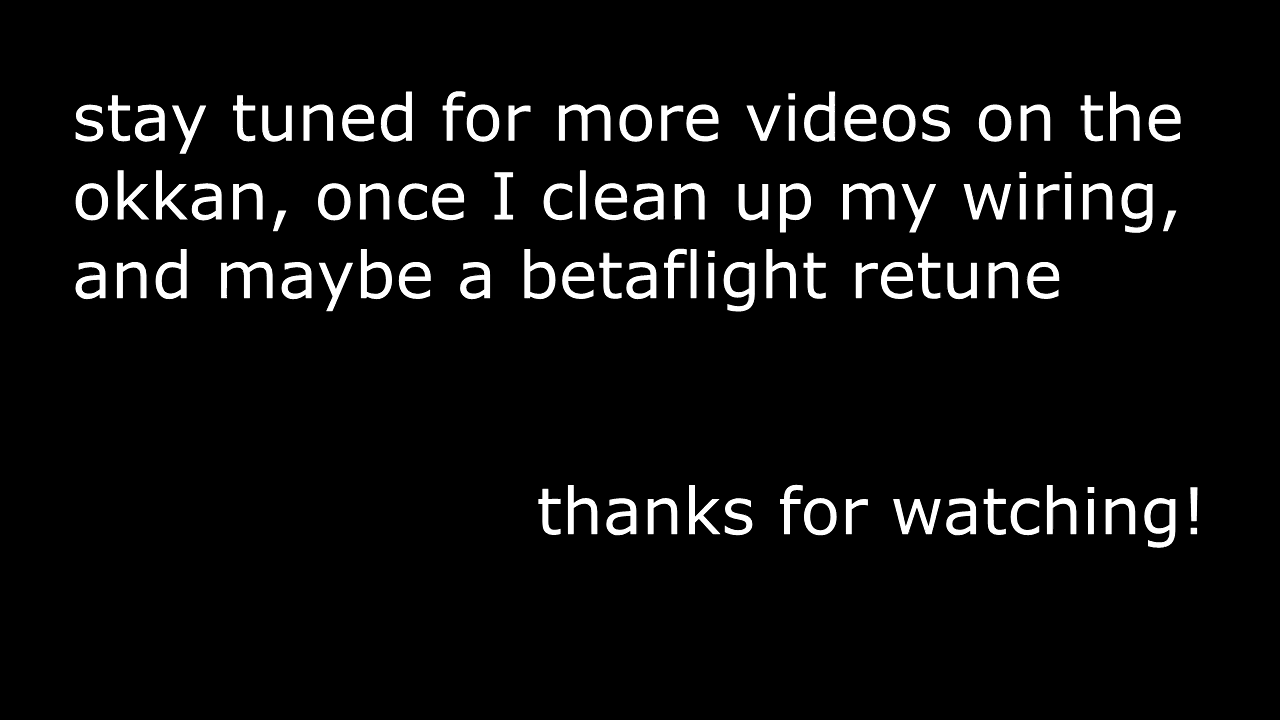 stay tuned for more videos on the
okkan, once I clean up my wiring,
and maybe a betaflight retune
thanks for watching!